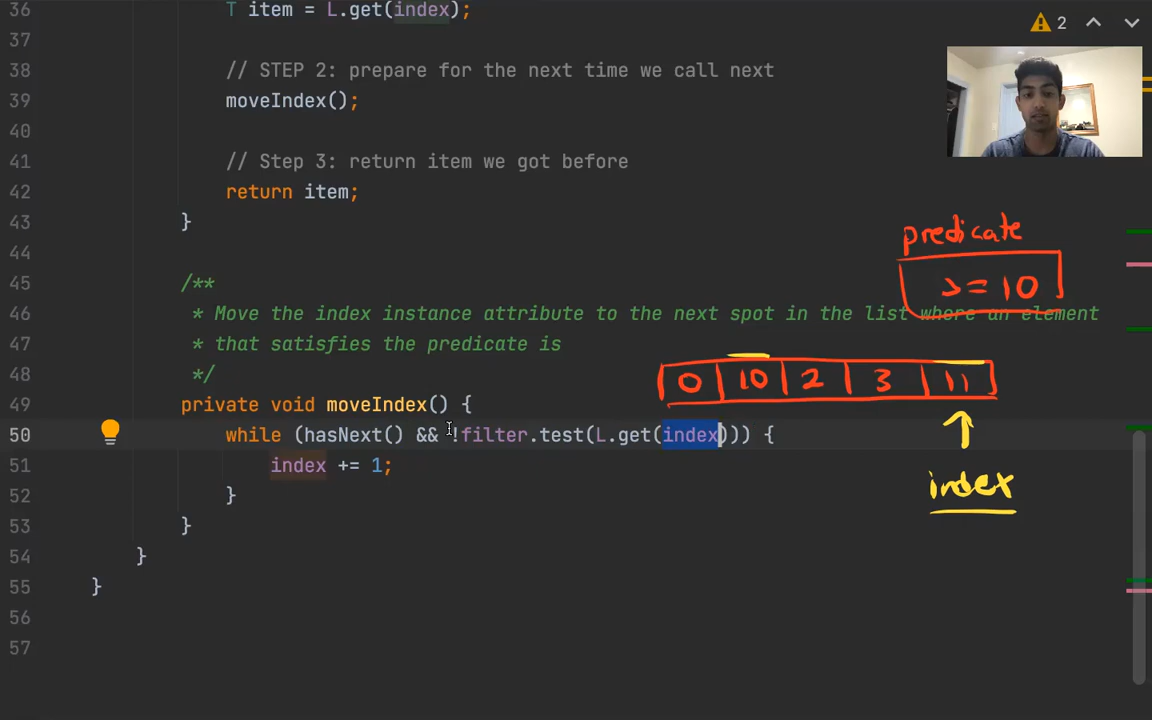 36 T item = L.get(index);
2
37
38 // STEP 2: prepare for the next time we call next
39 moveIndex();
40
41 // Step 3: return item we got before
42 return item;
43 }
predicate
44
45 /**
>= 10
46 * Move the index instance attribute to the next spot in the list where an element
47 * that satisfies the predicate is
48 */
0 10 2 3 11
49 private void moveIndex() {
50 while (hasNext() && !filter.test(L.get(index))) {
51 index += 1;
index
52 }
53 }
54 }
55 }
56
57